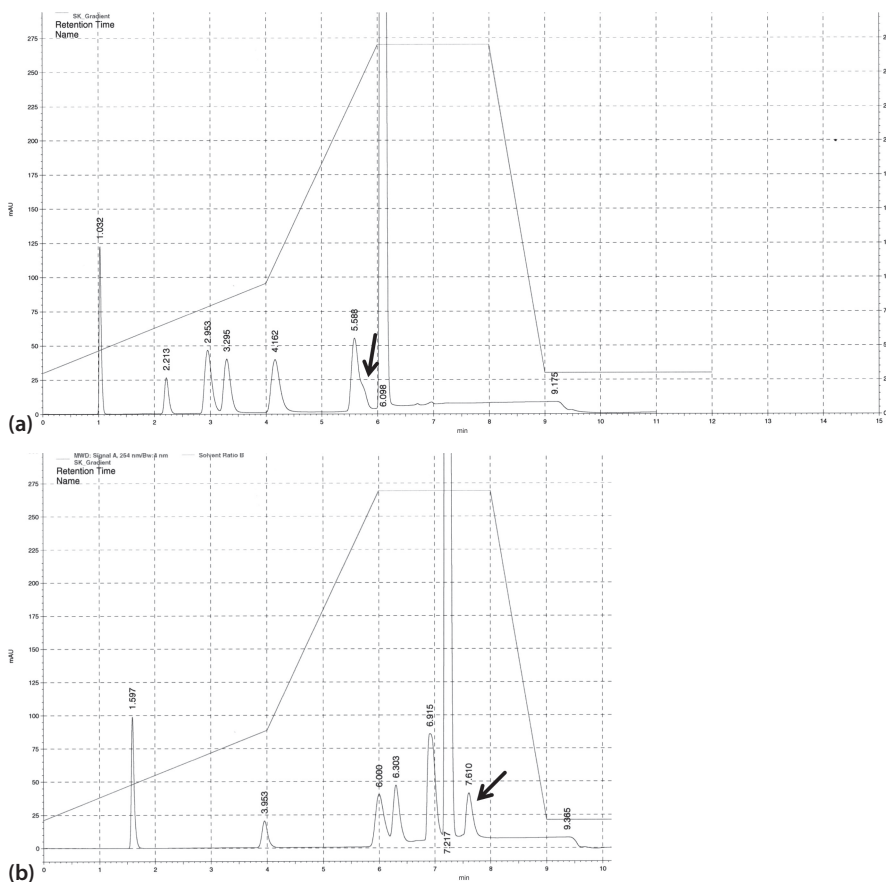 SK_Gradient
Retention Time
Name
275
250
225
200
175
150
125
100
75
50
25
0
mAU
1.032
2.213
2.953
3.295
4.162
5.588
6.098
9.175
0 1 2 3 4 5 6 7 8 9 10 11 12 13 14 15
min
(a)
MWD: Signal A, 254 nm/Bw:4 nm
Solvent Ratio B
SK_Gradient
Retention Time
Name
275
250
225
200
175
150
125
100
75
50
25
0
mAU
1.597
3.953
6.000
6.303
6.915
7.217
7.610
9.365
0 1 2 3 4 5 6 7 8 9 10
min
(b)